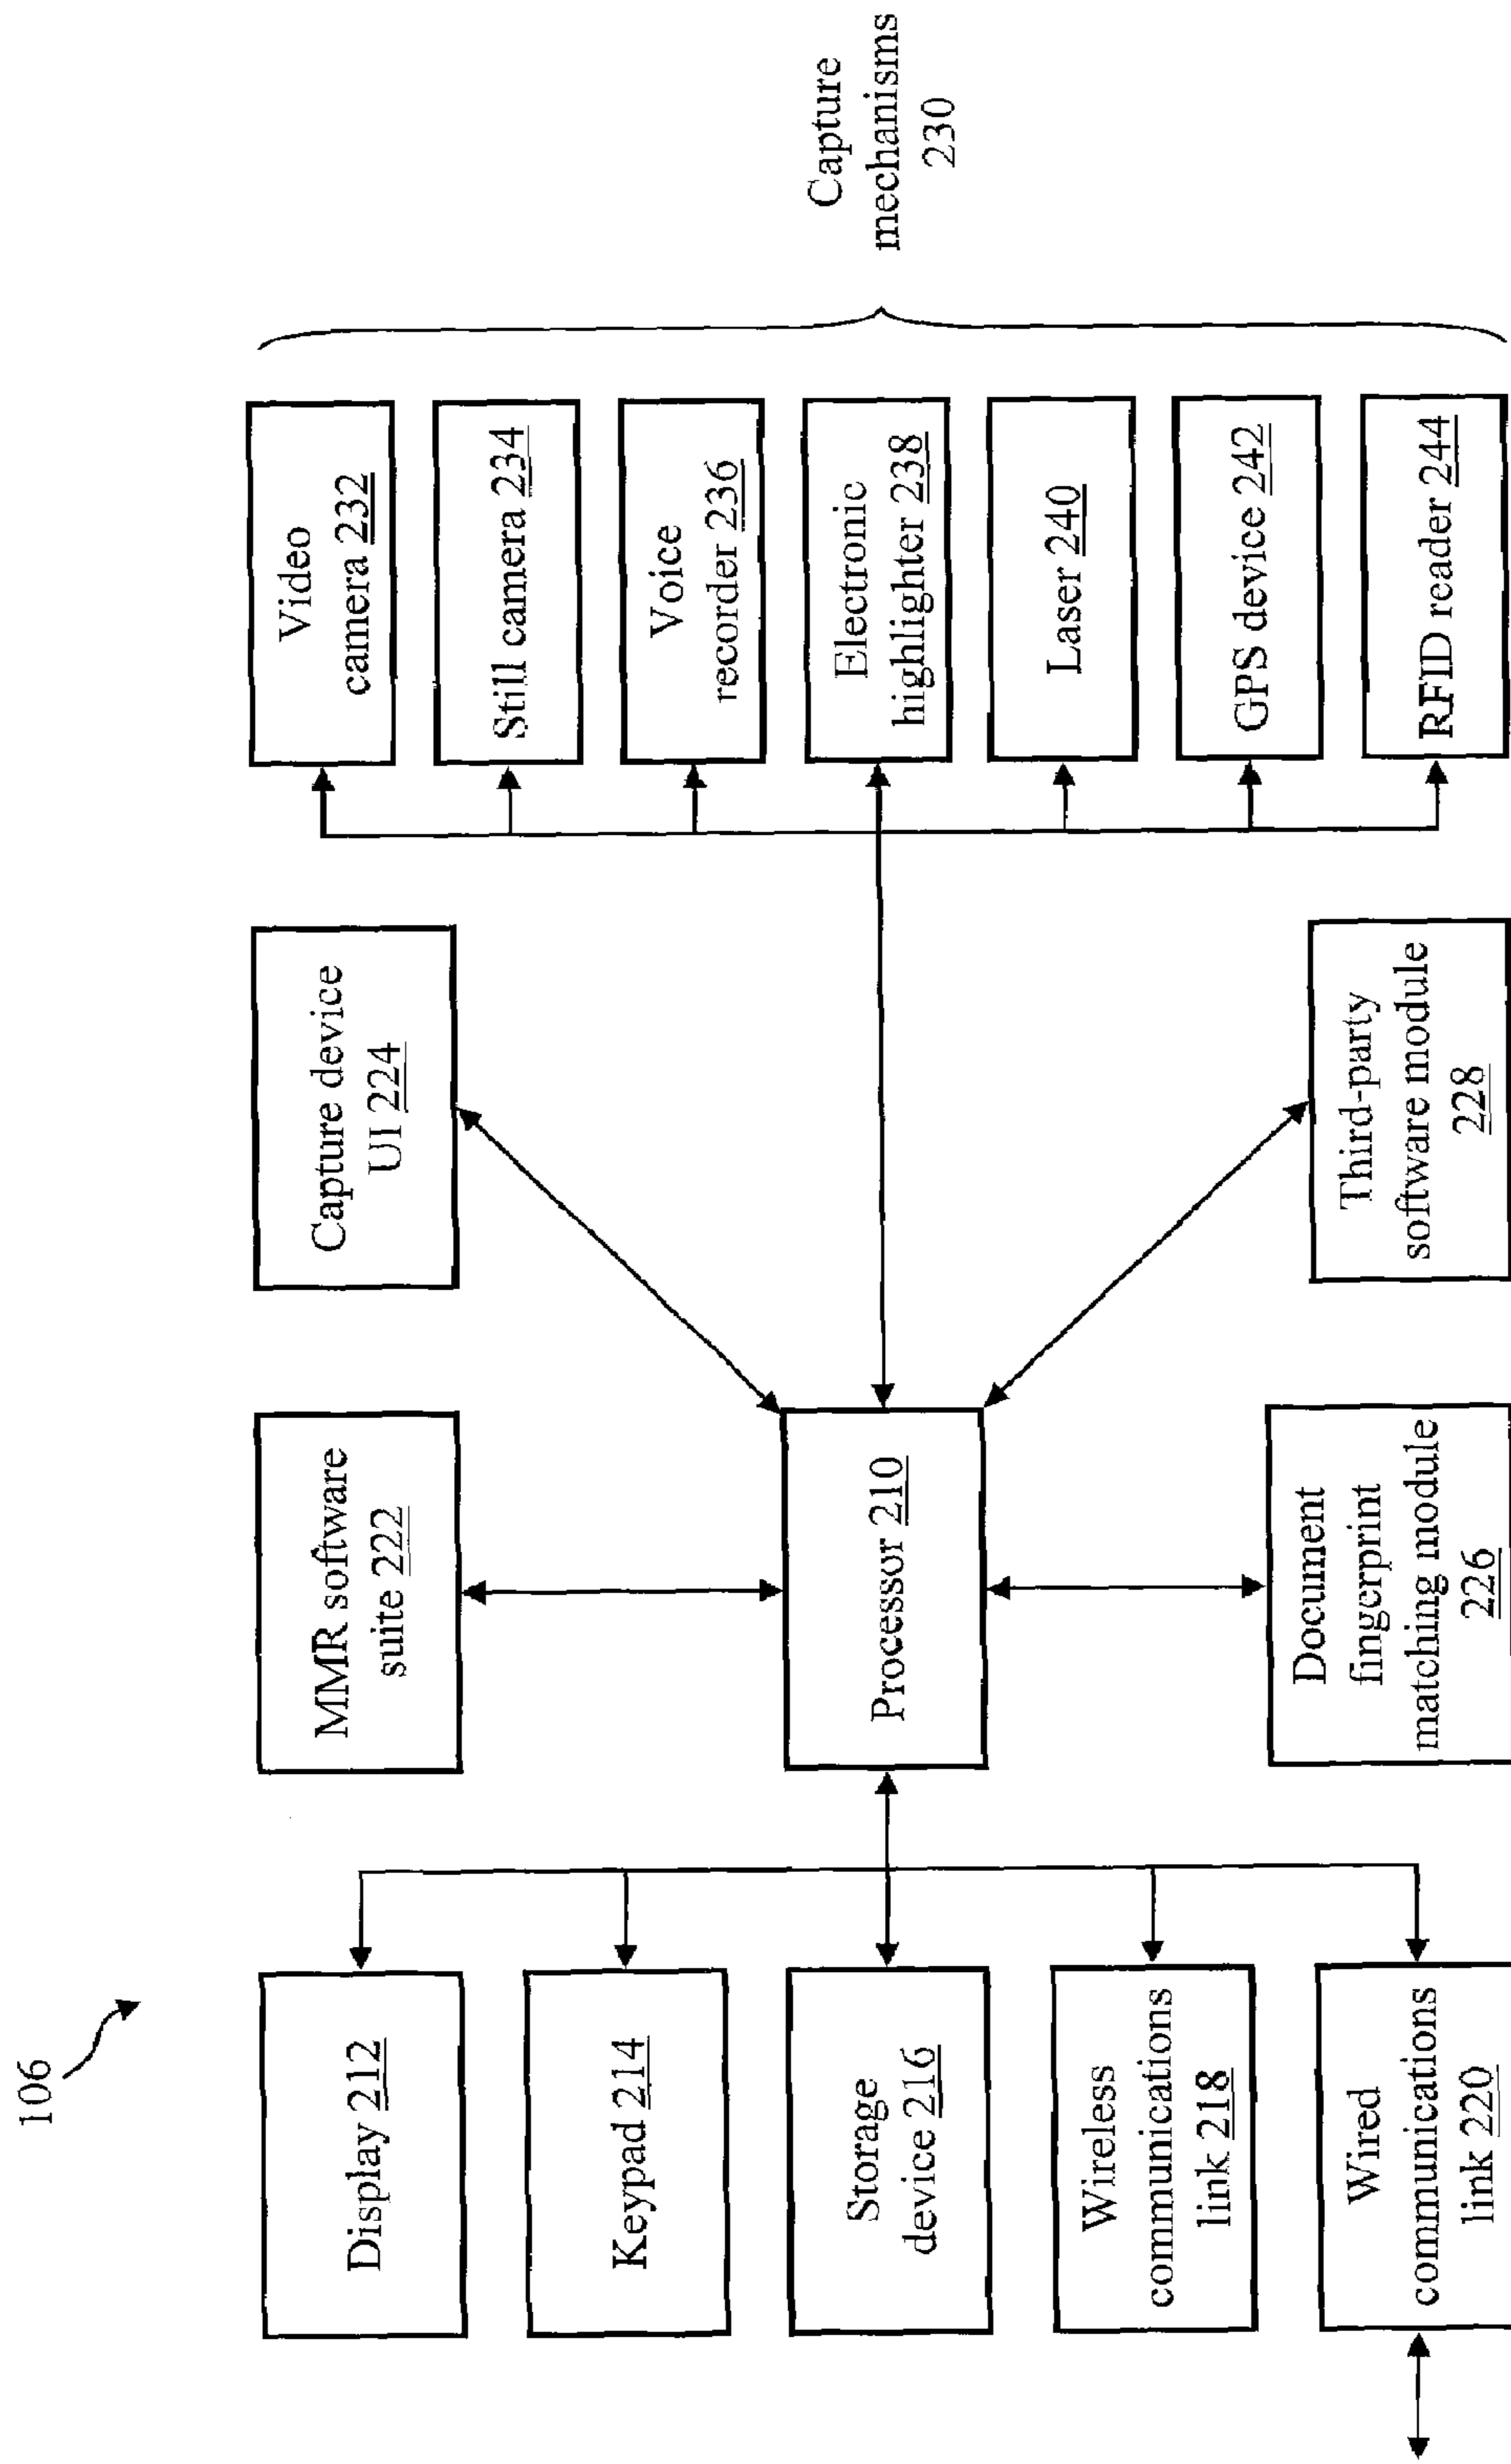 106
Display 212
Keypad 214
Storage
device 216
Wireless
communications
link 218
Wired
communications
link 220
MMR software
suite 222
Processor 210
Document
fingerprint
matching module
226
Capture device
UI 224
Third-party
software module
228
Video
camera 232
Still camera 234
Voice
recorder 236
Electronic
highlighter 238
Laser 240
GPS device 242
RFID reader 244
Capture
mechanisms
230